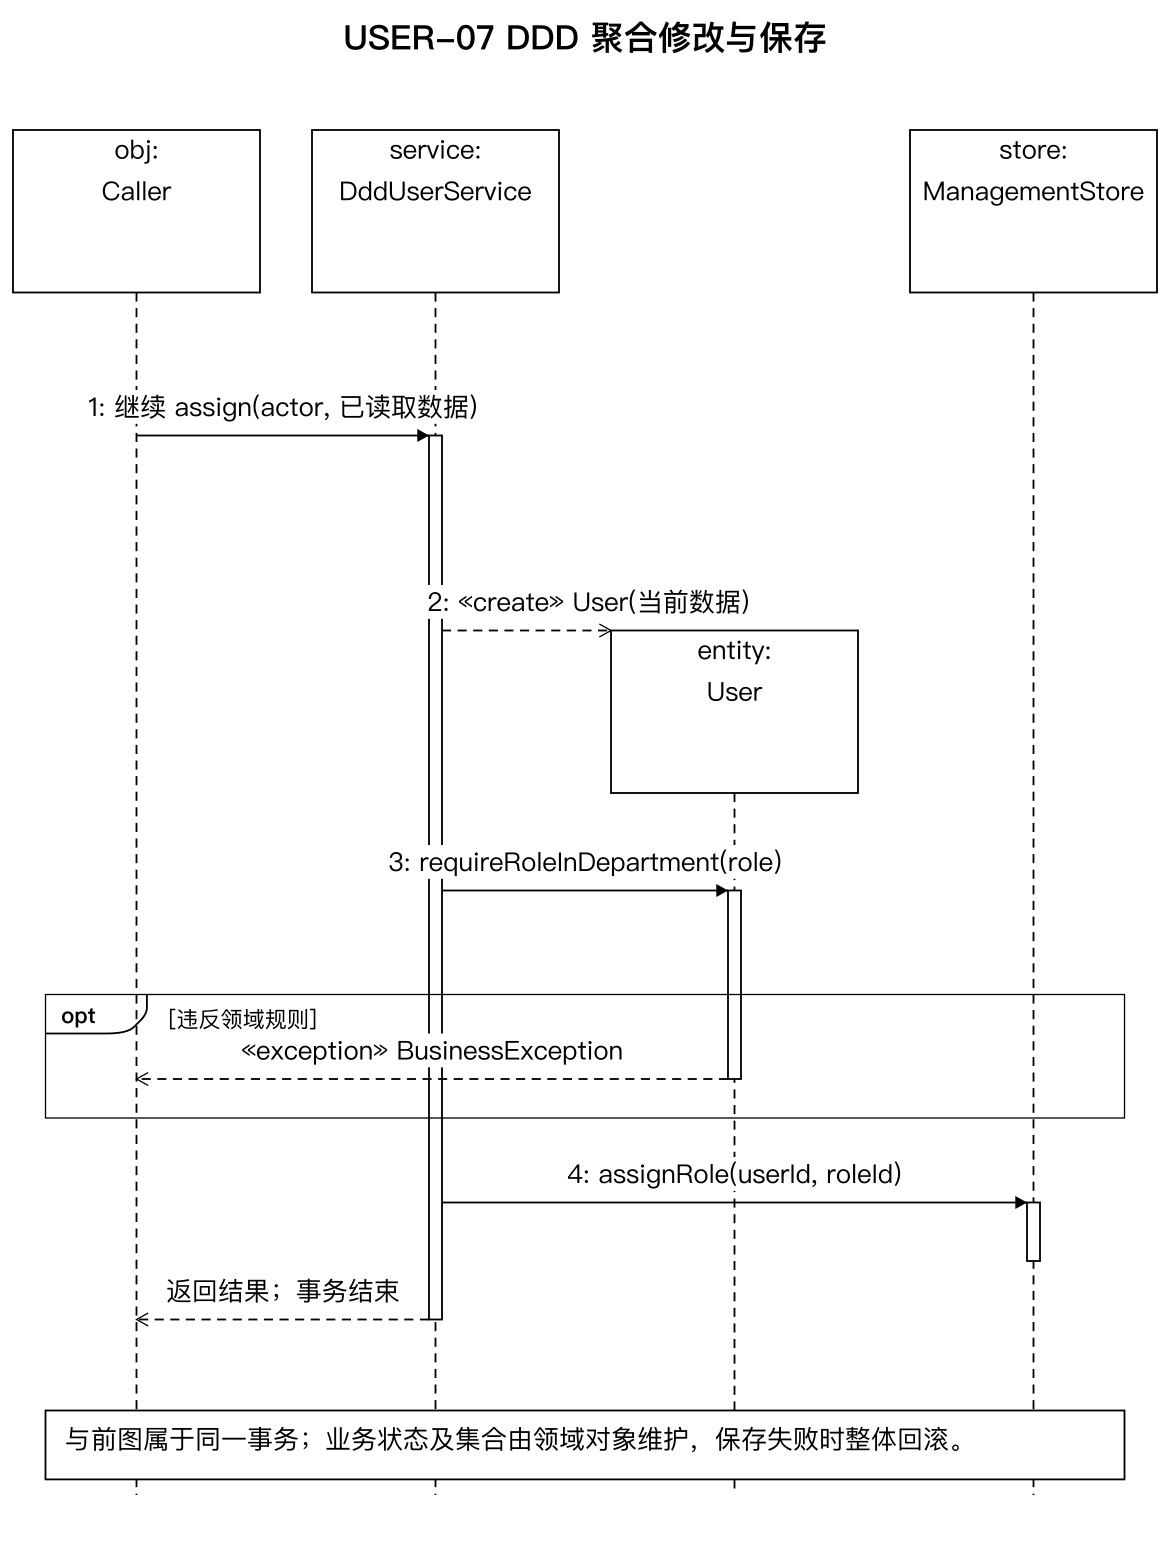 USER-07 DDD 聚合修改与保存
obj:
Caller
service:
DddUserService
store:
ManagementStore
1: 继续 assign(actor, 已读取数据)
2: «create» User(当前数据)
entity:
User
3: requireRoleInDepartment(role)
opt
[违反领域规则]
«exception» BusinessException
4: assignRole(userId, roleId)
返回结果；事务结束
与前图属于同一事务；业务状态及集合由领域对象维护，保存失败时整体回滚。